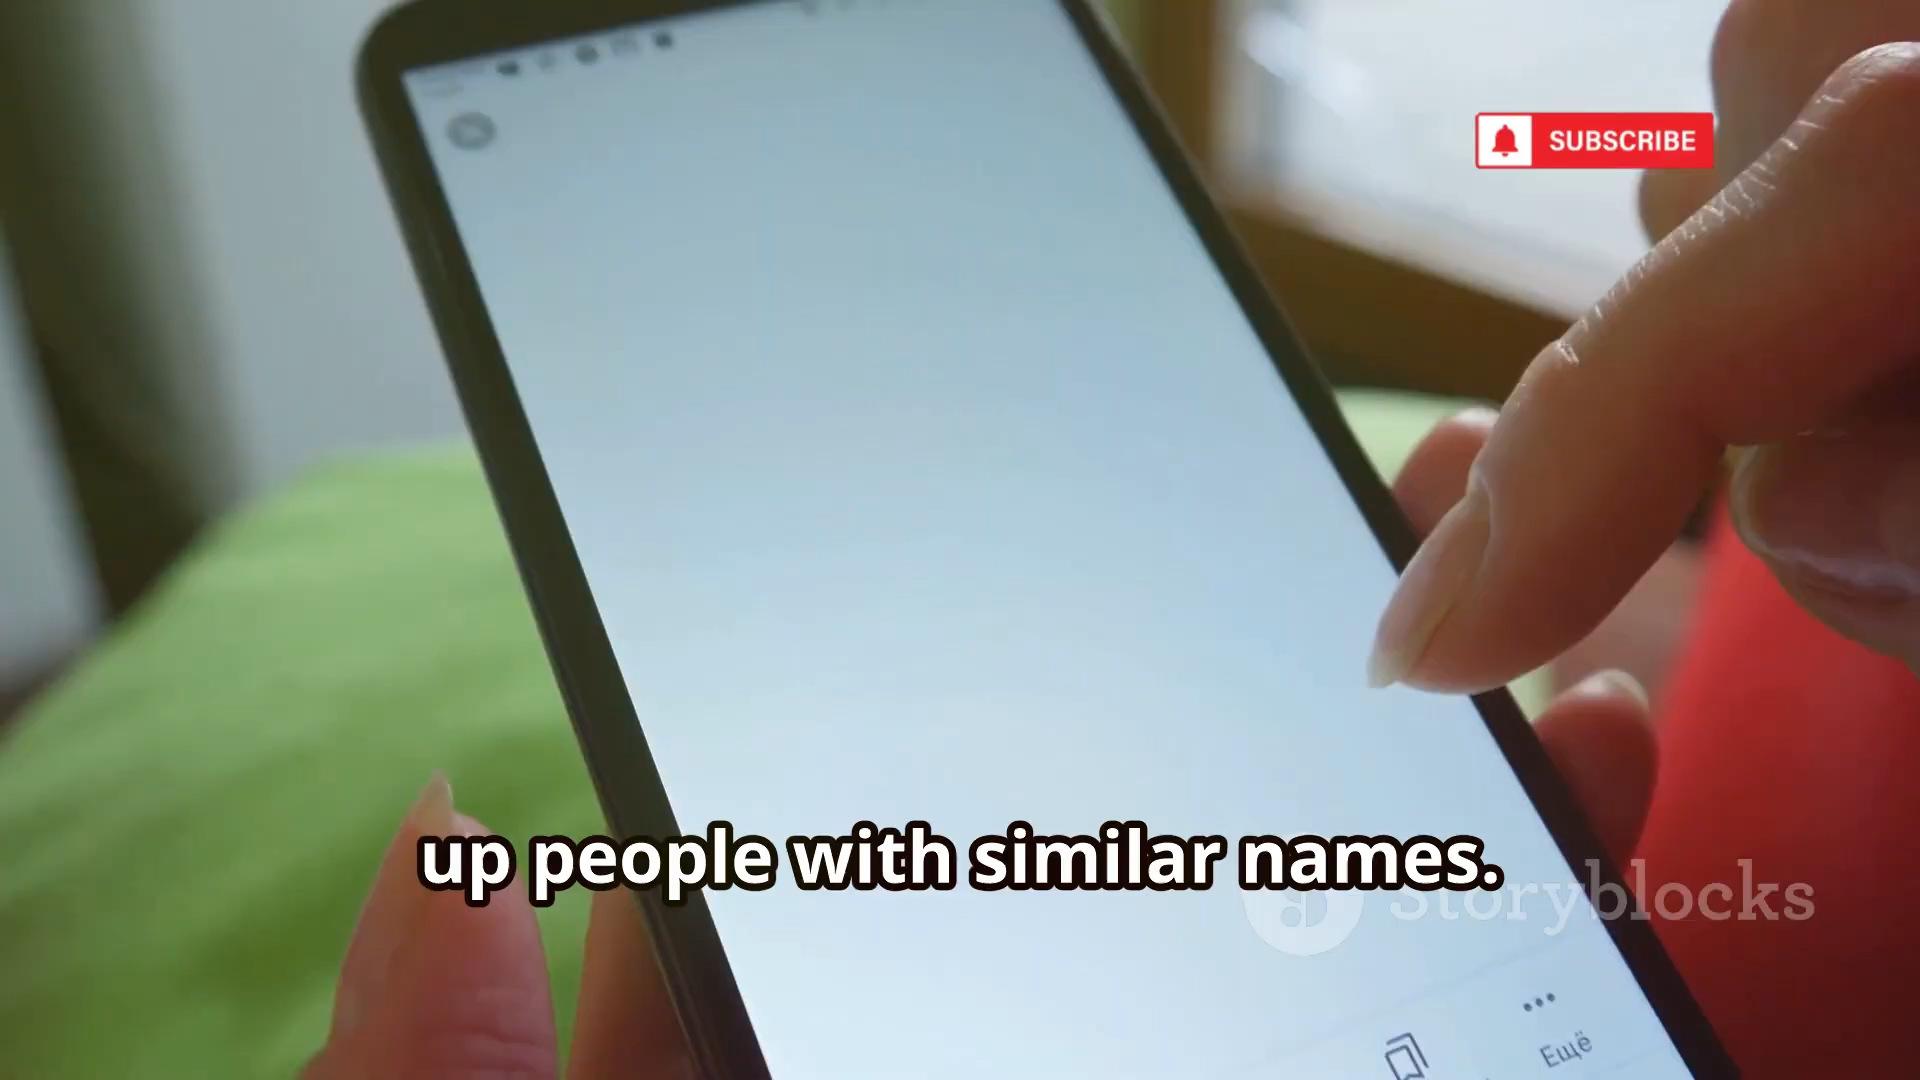 SUBSCRIBE
up people with similar names.
Storyblocks
Ещё